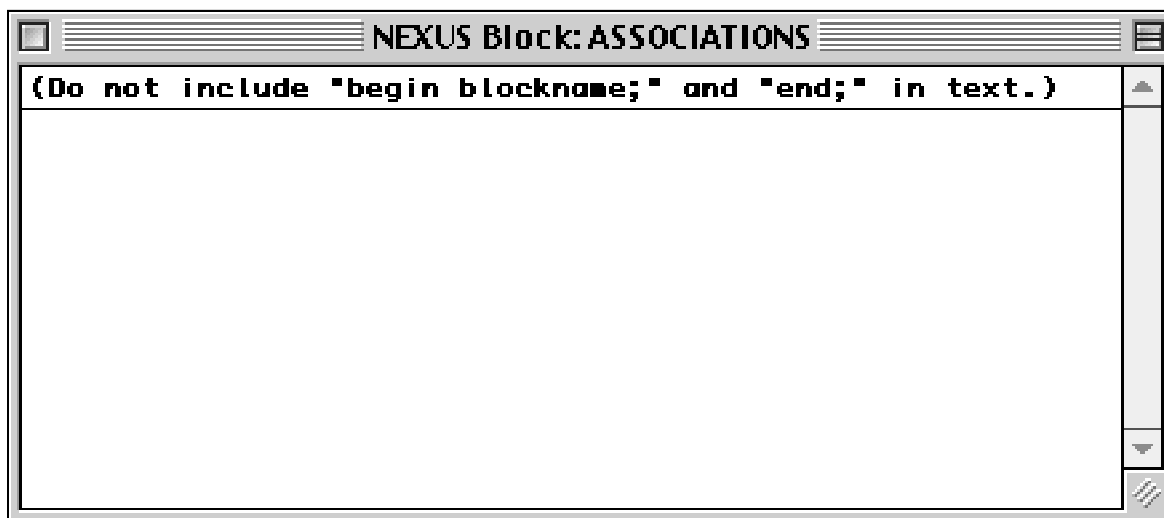 NEXUS Block: ASSOCIATIONS
(Do not include "begin blockname;" and "end;" in text.)